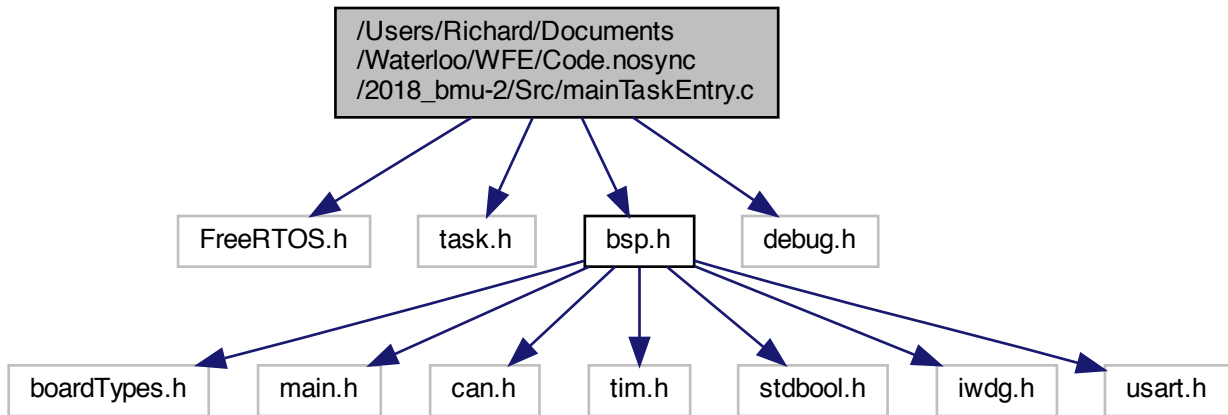 /Users/Richard/Documents
/Waterloo/WFE/Code.nosync
/2018_bmu-2/Src/mainTaskEntry.c
FreeRTOS.h
task.h
bsp.h
debug.h
boardTypes.h
main.h
can.h
tim.h
stdbool.h
iwdg.h
usart.h